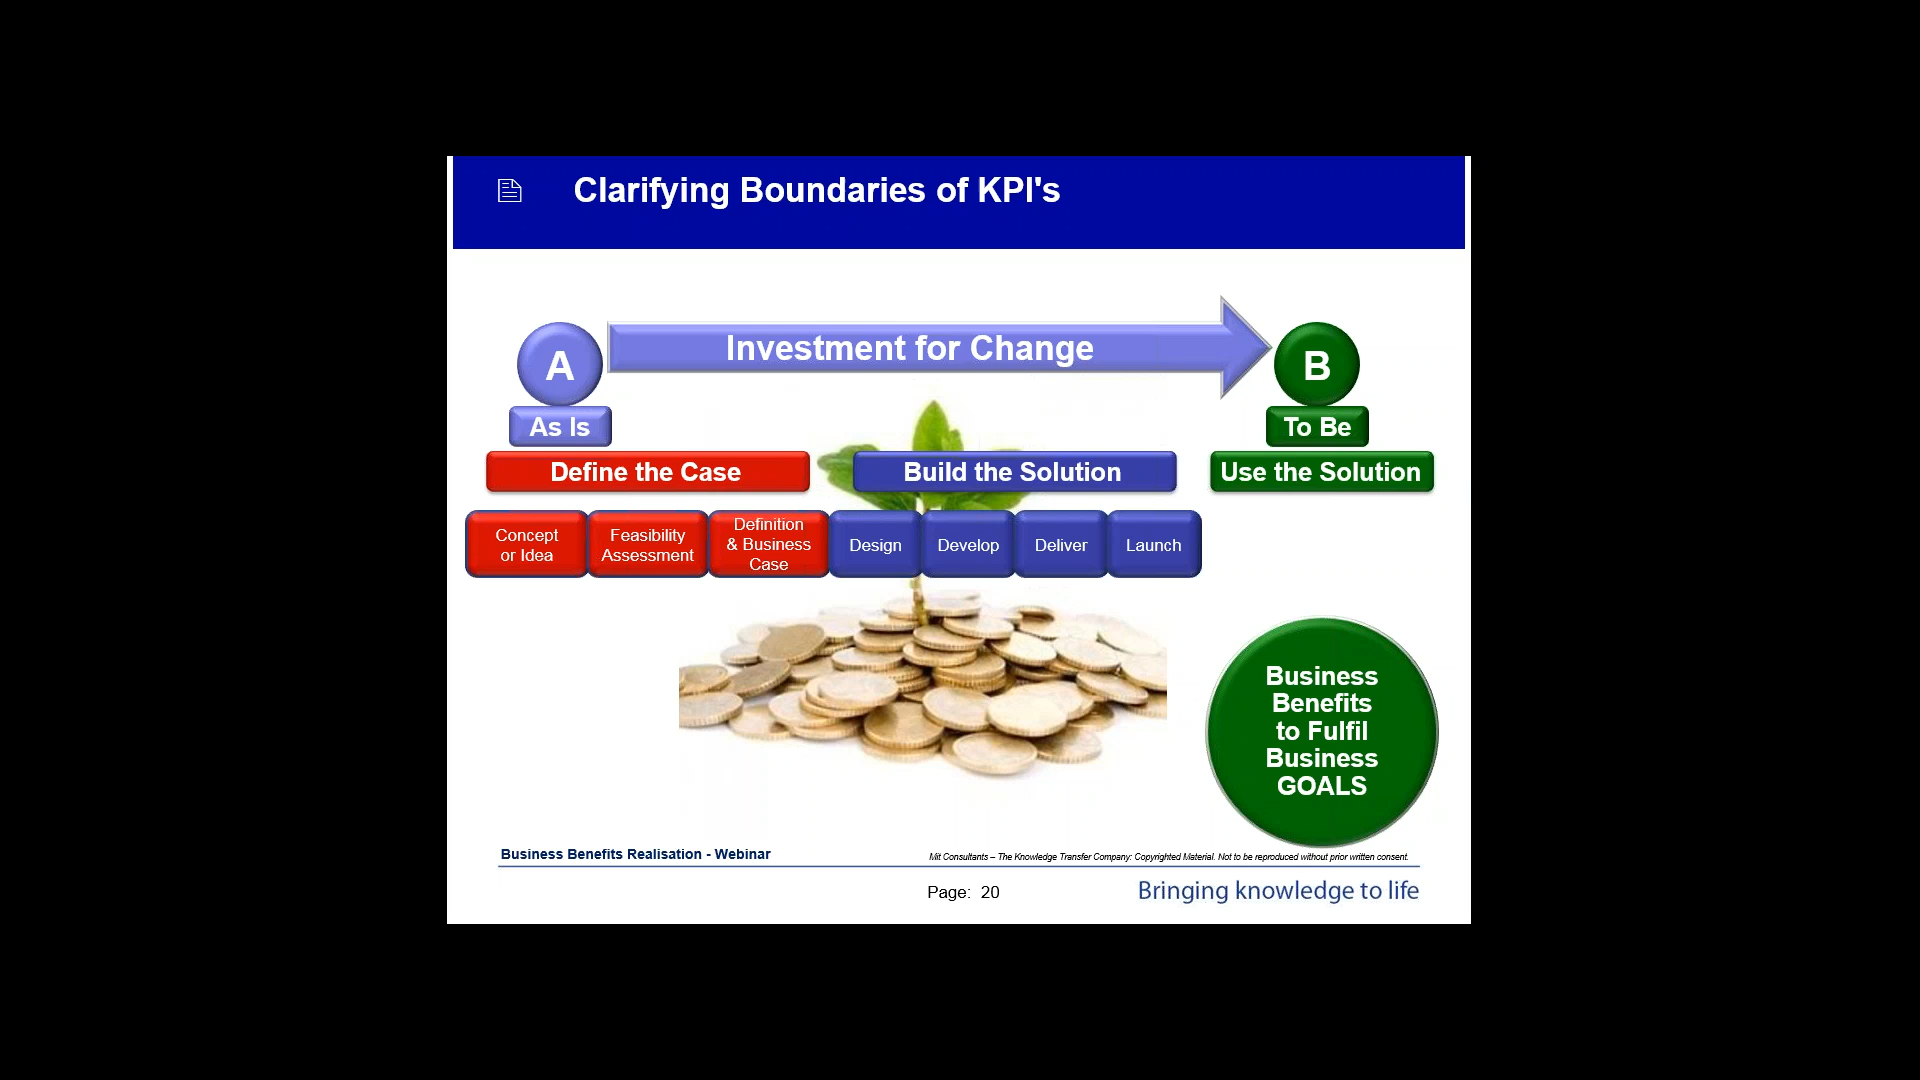 Clarifying Boundaries of KPI's
A
Investment for Change
B
As Is
To Be
Define the Case
Build the Solution
Use the Solution
Concept
or Idea
Feasibility
Assessment
Definition
& Business
Case
Design
Develop
Deliver
Launch
Business
Benefits
to Fulfil
Business
GOALS
Business Benefits Realisation - Webinar
Mit Consultants – The Knowledge Transfer Company: Copyrighted Material. Not to be reproduced without prior written consent.
Page: 20
Bringing knowledge to life